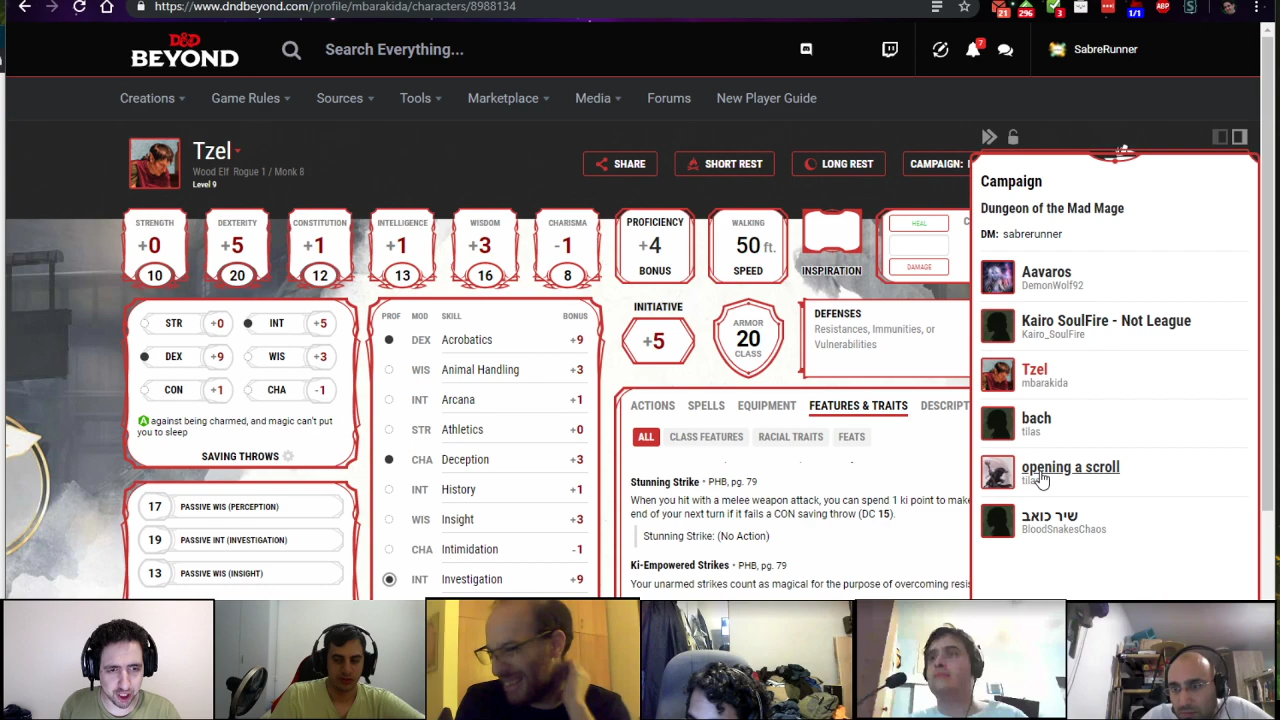 https://www.dndbeyond.com/profile/mbarakida/characters/8988134
21
296
3
1/1
ABP
D&D
BEYOND
Search Everything...
7
SabreRunner
Creations
Game Rules
Sources
Tools
Marketplace
Media
Forums
New Player Guide
Tzel
Wood Elf Rogue 1 / Monk 8
Level 9
SHARE
SHORT REST
LONG REST
CAMPAIGN:
STRENGTH
+0
10
DEXTERITY
+5
20
CONSTITUTION
+1
12
INTELLIGENCE
+1
13
WISDOM
+3
16
CHARISMA
-1
8
PROFICIENCY
+4
BONUS
WALKING
50 ft.
SPEED
INSPIRATION
HEAL
DAMAGE
STR +0
INT +5
DEX +9
WIS +3
CON +1
CHA -1
A against being charmed, and magic can't put
you to sleep
SAVING THROWS
17 PASSIVE WIS (PERCEPTION)
19 PASSIVE INT (INVESTIGATION)
13 PASSIVE WIS (INSIGHT)
PROF MOD SKILL BONUS
DEX Acrobatics +9
WIS Animal Handling +3
INT Arcana +1
STR Athletics +0
CHA Deception +3
INT History +1
WIS Insight +3
CHA Intimidation -1
INT Investigation +9
INITIATIVE
+5
ARMOR
20
CLASS
DEFENSES
Resistances, Immunities, or
Vulnerabilities
ACTIONS
SPELLS
EQUIPMENT
FEATURES & TRAITS
DESCRIPT
ALL
CLASS FEATURES
RACIAL TRAITS
FEATS
Stunning Strike • PHB, pg. 79
When you hit with a melee weapon attack, you can spend 1 ki point to make
end of your next turn if it fails a CON saving throw (DC 15).
Stunning Strike: (No Action)
Ki-Empowered Strikes • PHB, pg. 79
Your unarmed strikes count as magical for the purpose of overcoming resis
Campaign
Dungeon of the Mad Mage
DM: sabrerunner
Aavaros
DemonWolf92
Kairo SoulFire - Not League
Kairo_SoulFire
Tzel
mbarakida
bach
tilas
opening a scroll
שיר כואב
BloodSnakesChaos